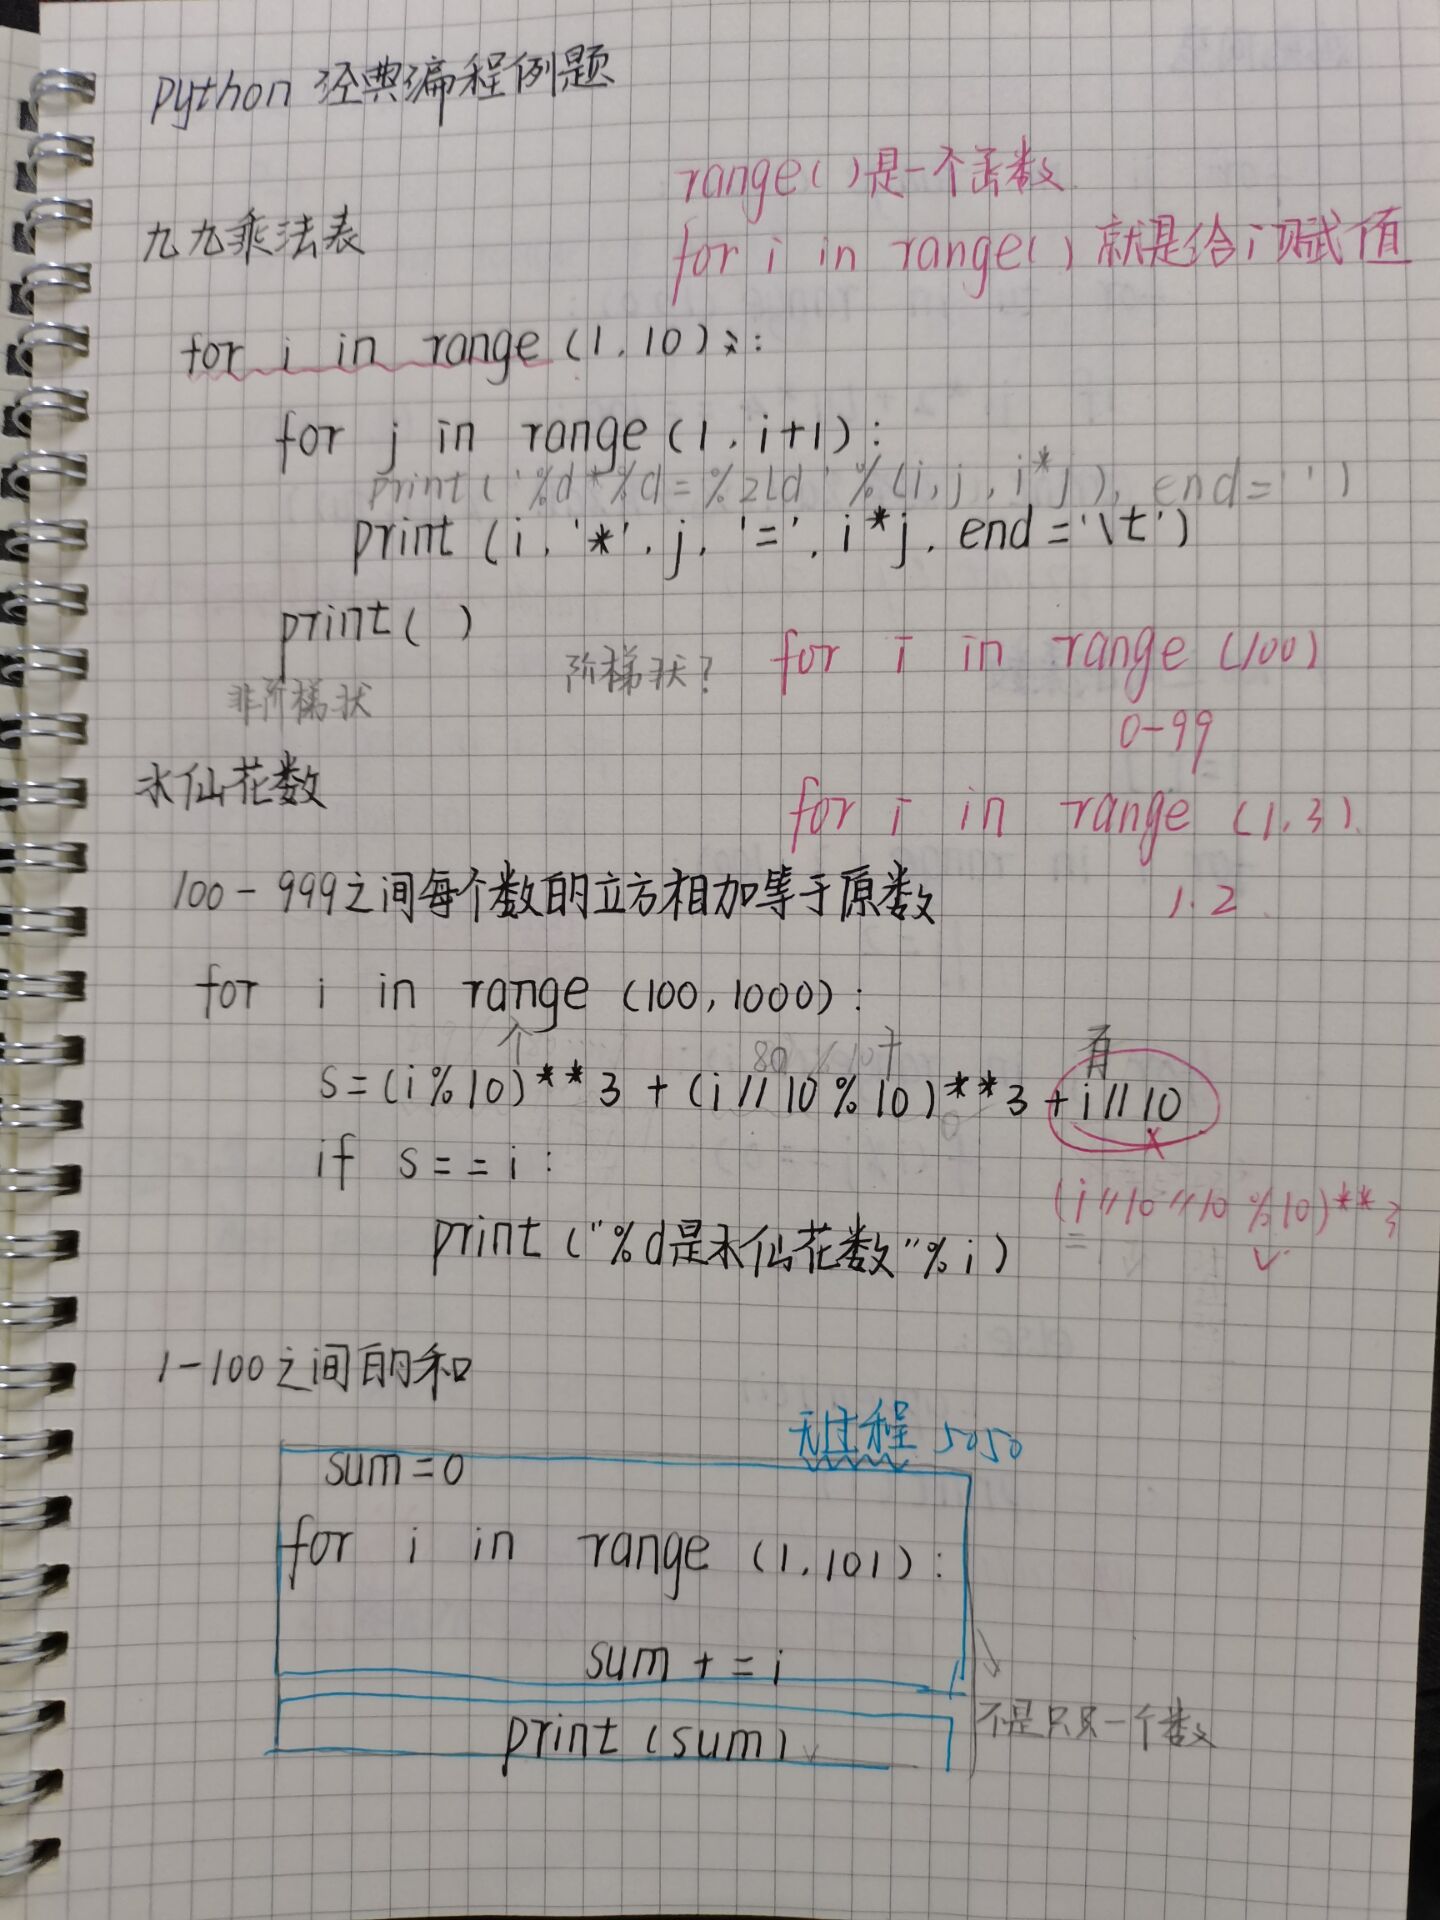 python 经典编程例题
range()是一个函数
九九乘法表
for i in range() 就是给i赋值
for i in range (1,10):
for j in range (1, i+1):
print('%d*%d=%2ld'%(i,j,i*j), end=' ')
print (i, '*', j, '=', i*j, end='\t')
print( )
for i in range (100)
阶梯状?
非阶梯状
0-99
水仙花数
for i in range (1,3)
100-999之间每个数的立方相加等于原数
1.2
for i in range (100,1000):
个
百
s=(i%10)**3 + (i//10%10)**3 + i//10
if s==i:
(i//10//10%10)**3
print ("%d是水仙花数"%i)
1-100之间的和
无过程 5050
sum=0
for i in range (1,101):
sum + = i
print (sum)
不是只只一个数